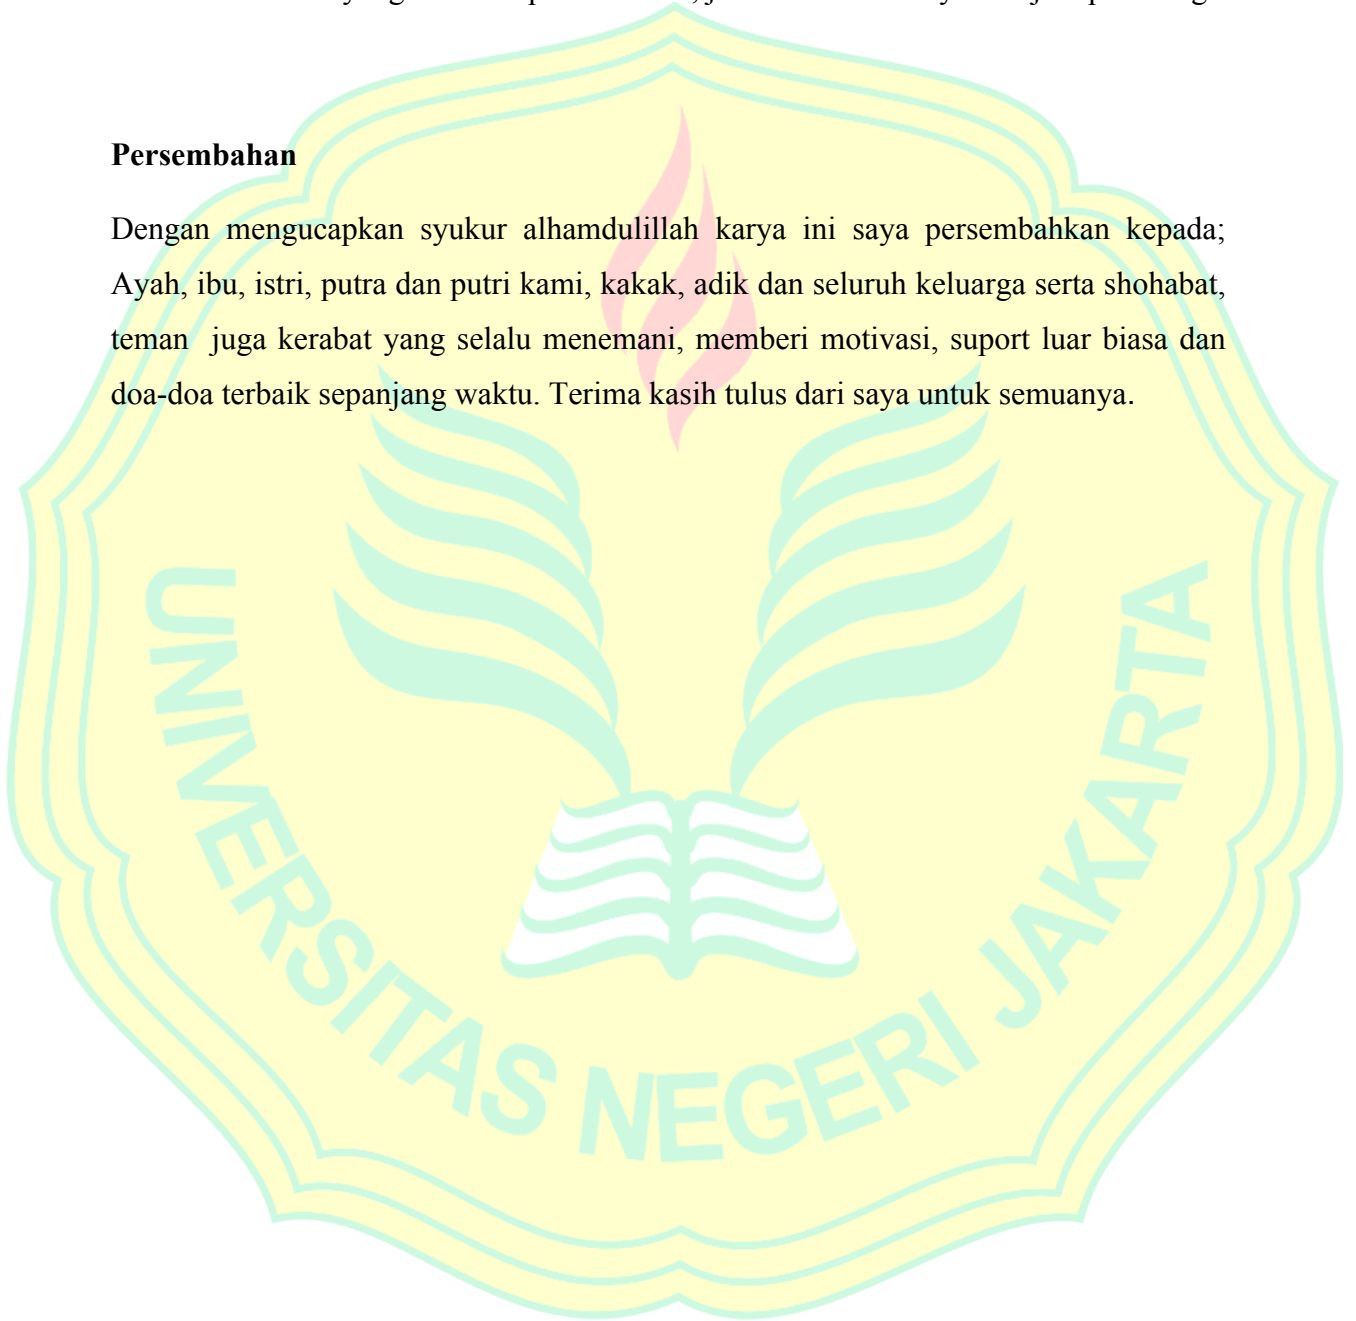 Persembahan
Dengan mengucapkan syukur alhamdulillah karya ini saya persembahkan kepada;
Ayah, ibu, istri, putra dan putri kami, kakak, adik dan seluruh keluarga serta shohabat,
teman juga kerabat yang selalu menemani, memberi motivasi, suport luar biasa dan
doa-doa terbaik sepanjang waktu. Terima kasih tulus dari saya untuk semuanya.
UNIVERSITAS NEGERI JAKARTA